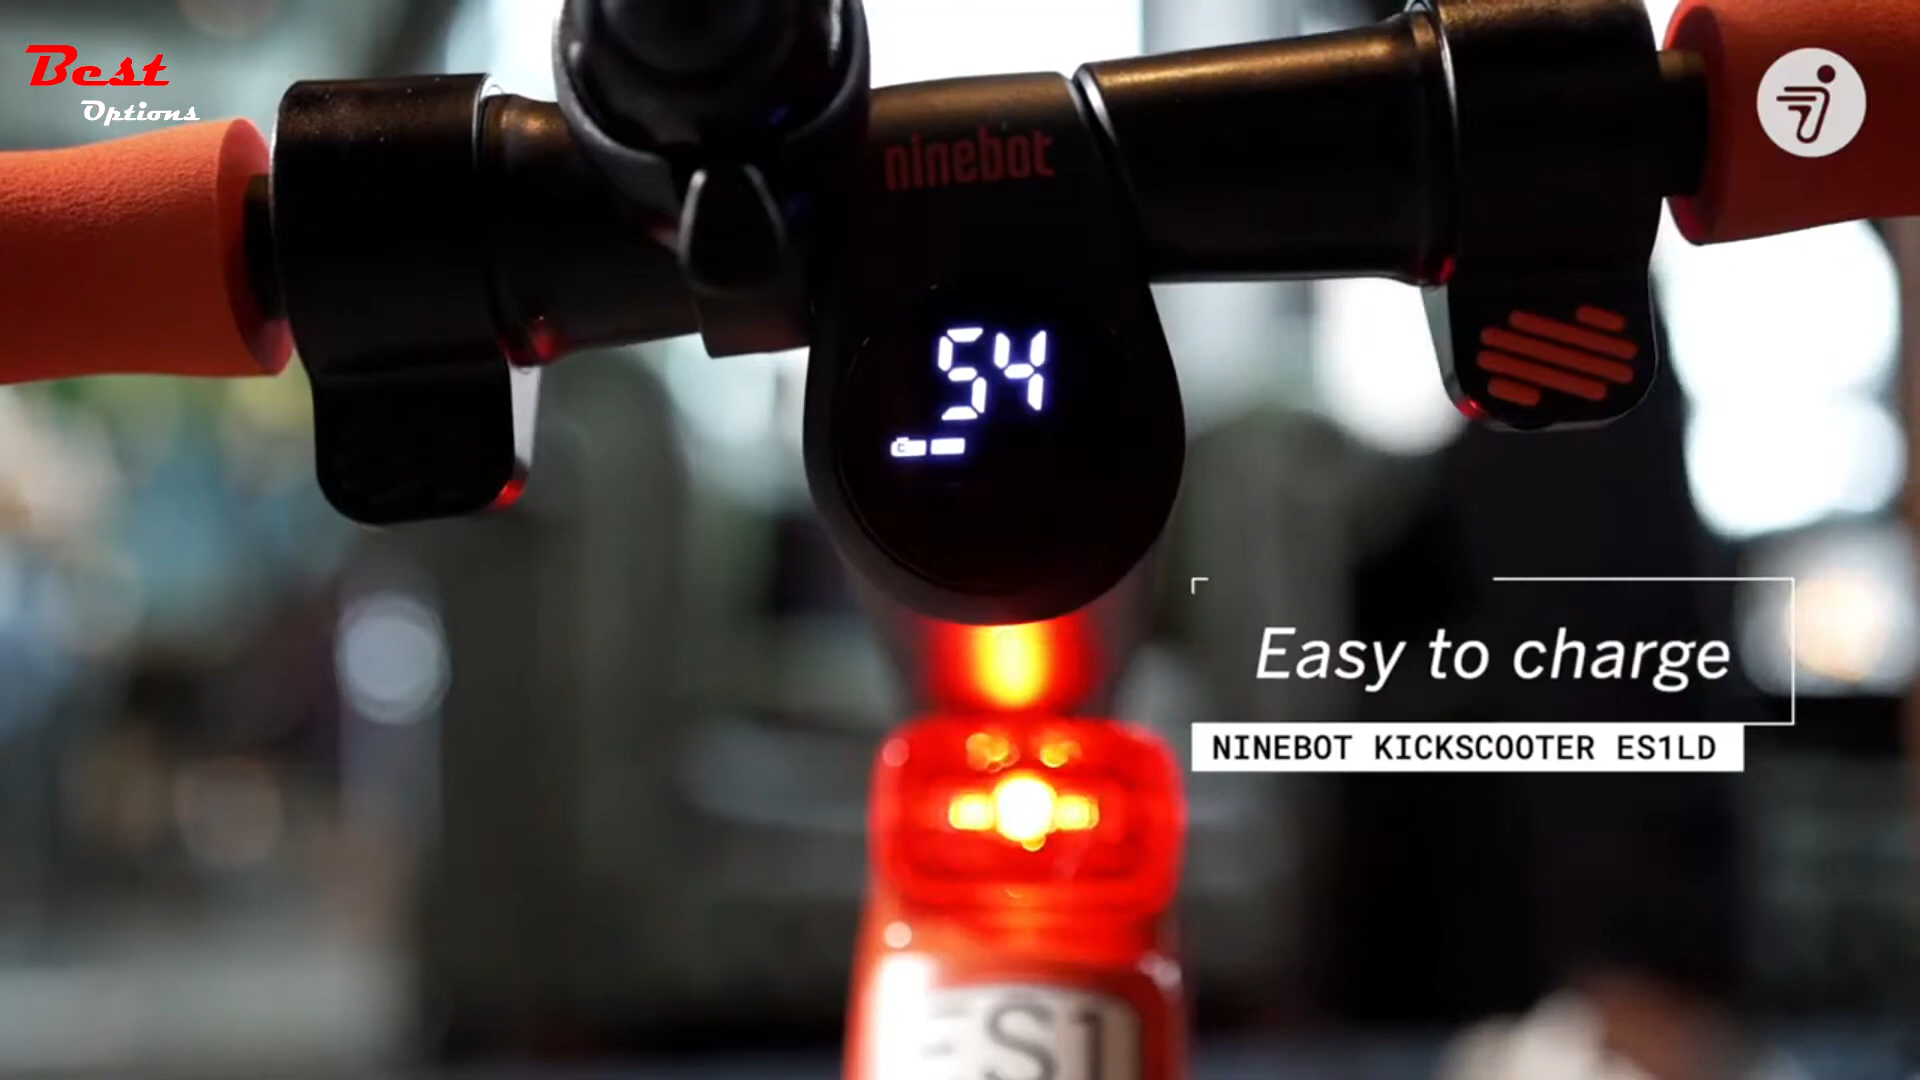 Best
Options
ninebot
54
Easy to charge
NINEBOT KICKSCOOTER ES1LD
ES1